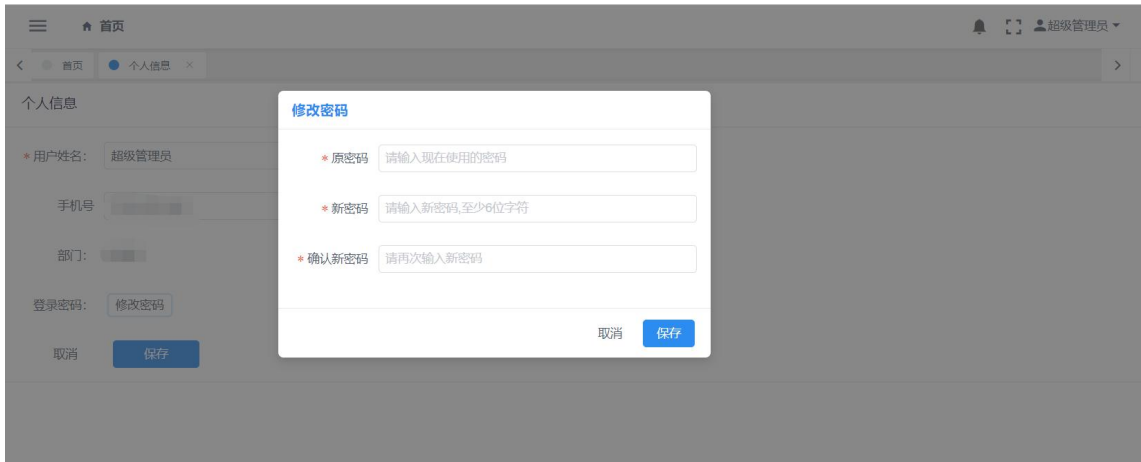 首页 超级管理员
首页 个人信息
个人信息
* 用户姓名： 超级管理员
手机号
部门：
登录密码： 修改密码
取消 保存
修改密码
* 原密码 请输入现在使用的密码
* 新密码 请输入新密码,至少6位字符
* 确认新密码 请再次输入新密码
取消 保存